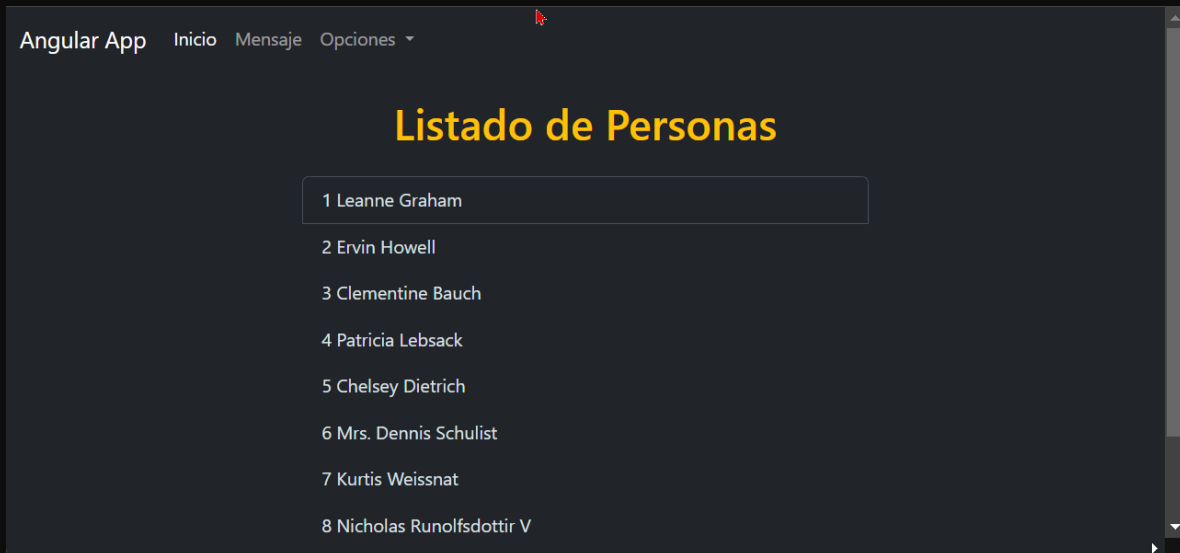 Angular App Inicio Mensaje Opciones
Listado de Personas
1 Leanne Graham
2 Ervin Howell
3 Clementine Bauch
4 Patricia Lebsack
5 Chelsey Dietrich
6 Mrs. Dennis Schulist
7 Kurtis Weissnat
8 Nicholas Runolfsdottir V